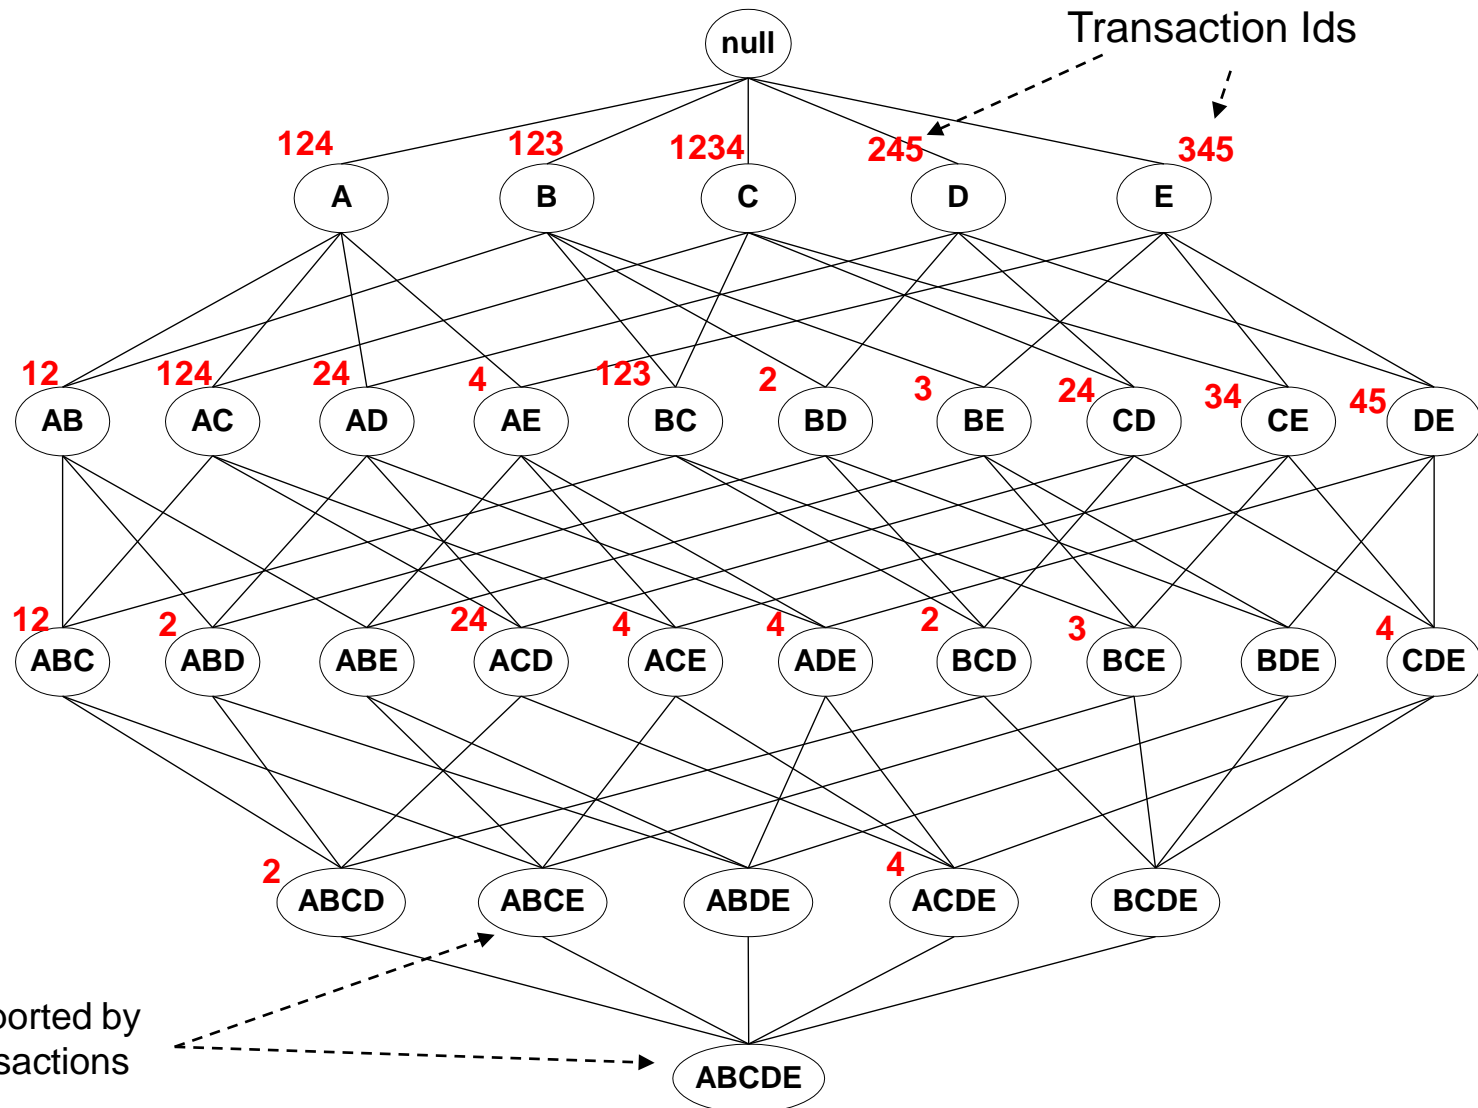 null
Transaction Ids
124 123 1234 245 345
A B C D E
12 124 24 4 123 2 3 24 34 45
AB AC AD AE BC BD BE CD CE DE
12 2 24 4 4 2 3 4
ABC ABD ABE ACD ACE ADE BCD BCE BDE CDE
2 4
ABCD ABCE ABDE ACDE BCDE
by
ABCDE